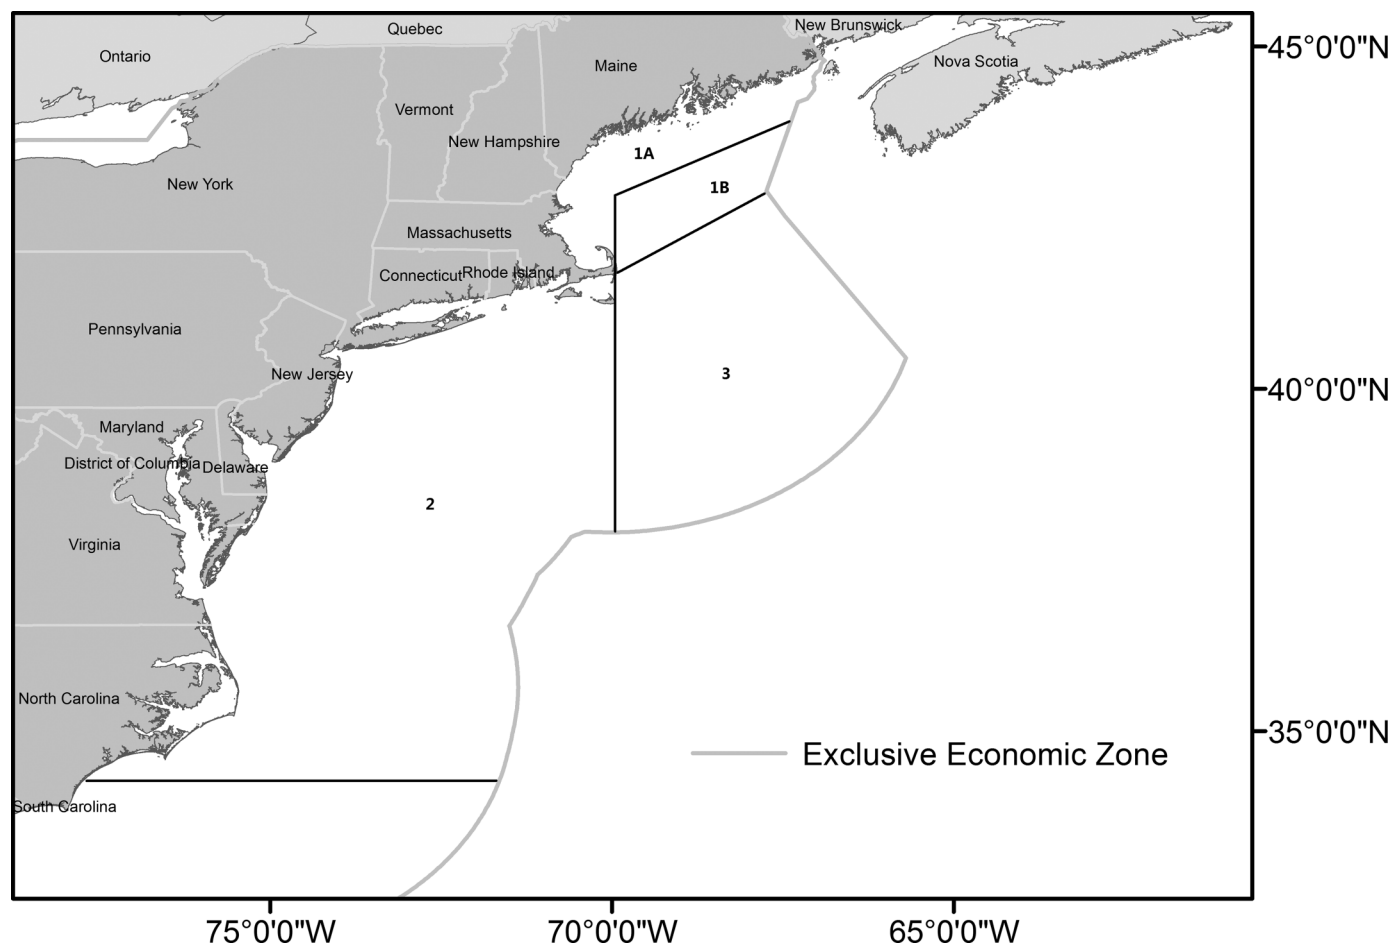 New Brunswick
Quebec
45°0'0"N
Ontario
Nova Scotia
Maine
Vermont
New Hampshire
1A
New York
1B
Massachusetts
Connecticut
Rhode Island
Pennsylvania
New Jersey
3
40°0'0"N
Maryland
District of Columbia
Delaware
2
Virginia
North Carolina
35°0'0"N
Exclusive Economic Zone
South Carolina
75°0'0"W
70°0'0"W
65°0'0"W